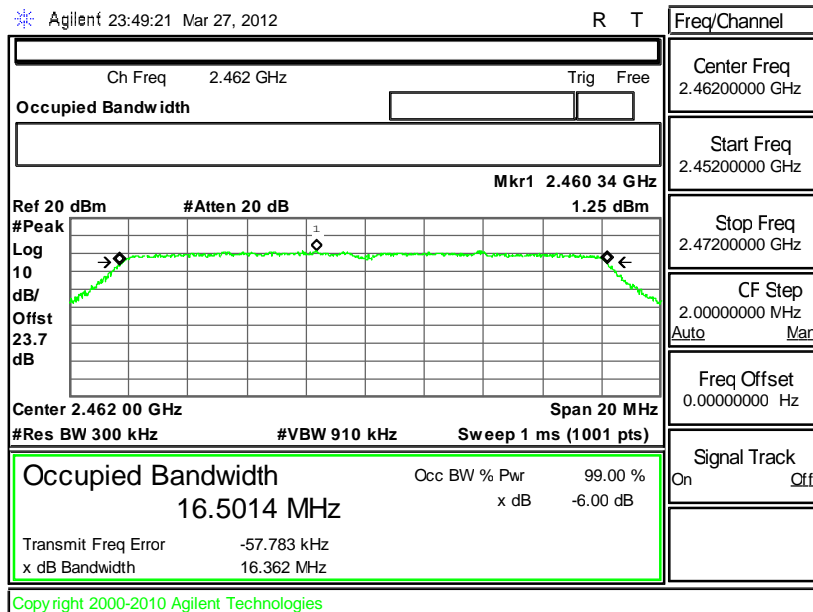 Agilent 23:49:21 Mar 27, 2012 R T
Freq/Channel
Ch Freq 2.462 GHz Trig Free
Occupied Bandwidth
Center Freq
2.46200000 GHz
Start Freq
2.45200000 GHz
Stop Freq
2.47200000 GHz
CF Step
2.00000000 MHz
Auto Man
Freq Offset
0.00000000 Hz
Signal Track
On Off
Mkr1 2.460 34 GHz
Ref 20 dBm #Atten 20 dB 1.25 dBm
#Peak
Log
10
dB/
Offst
23.7
dB
1
Center 2.462 00 GHz Span 20 MHz
#Res BW 300 kHz #VBW 910 kHz Sweep 1 ms (1001 pts)
Occupied Bandwidth Occ BW % Pwr 99.00 %
16.5014 MHz x dB -6.00 dB
Transmit Freq Error -57.783 kHz
x dB Bandwidth 16.362 MHz
Copyright 2000-2010 Agilent Technologies